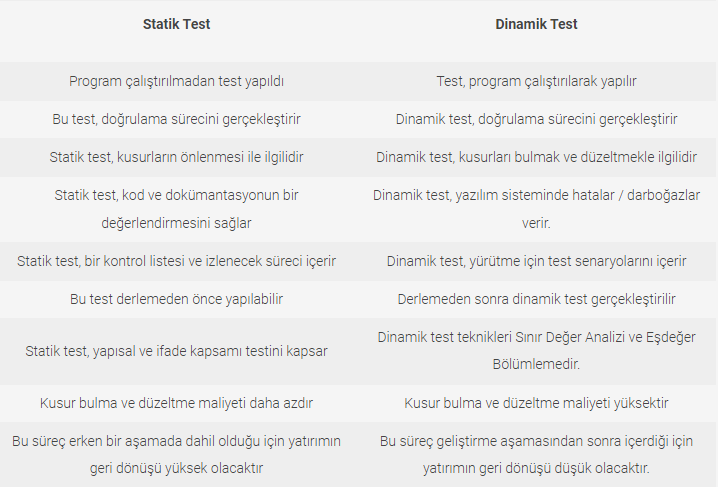 Statik Test Dinamik Test
Program çalıştırılmadan test yapıldı Test, program çalıştırılarak yapılır
Bu test, doğrulama sürecini gerçekleştirir Dinamik test, doğrulama sürecini gerçekleştirir
Statik test, kusurların önlenmesi ile ilgilidir Dinamik test, kusurları bulmak ve düzeltmekle ilgilidir
Statik test, kod ve dokümantasyonun bir
değerlendirmesini sağlar
Dinamik test, yazılım sisteminde hatalar / darboğazlar
verir.
Statik test, bir kontrol listesi ve izlenecek süreci içerir Dinamik test, yürütme için test senaryolarını içerir
Bu test derlemeden önce yapılabilir Derlemeden sonra dinamik test gerçekleştirilir
Statik test, yapısal ve ifade kapsamı testini kapsar
Dinamik test teknikleri Sınır Değer Analizi ve Eşdeğer
Bölümlemedir.
Kusur bulma ve düzeltme maliyeti daha azdır Kusur bulma ve düzeltme maliyeti yüksektir
Bu süreç erken bir aşamada dahil olduğu için yatırımın
geri dönüşü yüksek olacaktır
Bu süreç geliştirme aşamasından sonra içerdiği için
yatırımın geri dönüşü düşük olacaktır.